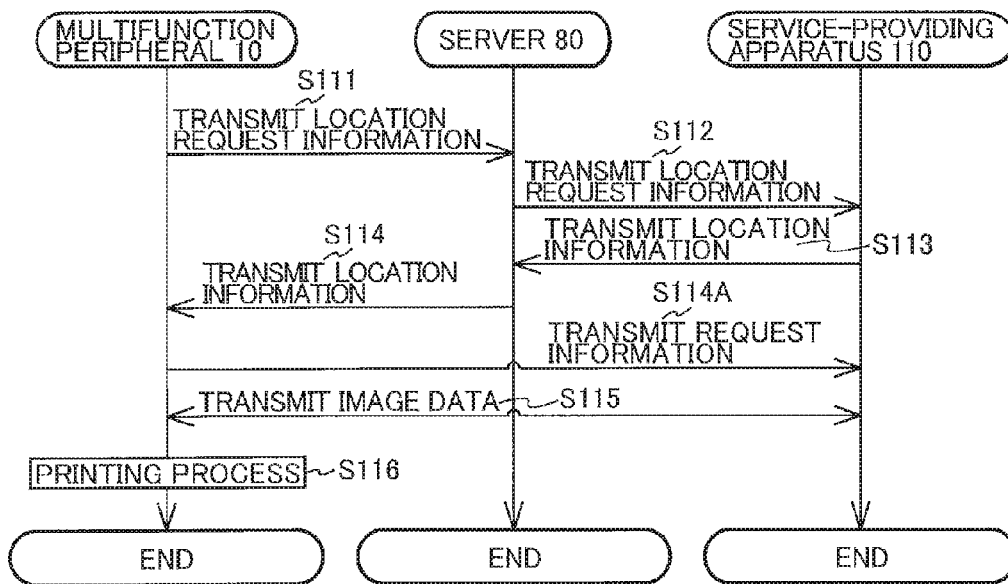 MULTIFUNCTION
PERIPHERAL 10
SERVER 80
SERVICE-PROVIDING
APPARATUS 110
S111
TRANSMIT LOCATION
REQUEST INFORMATION
S112
TRANSMIT LOCATION
REQUEST INFORMATION
TRANSMIT LOCATION
INFORMATION
S113
S114
TRANSMIT LOCATION
INFORMATION
S114A
TRANSMIT REQUEST
INFORMATION
TRANSMIT IMAGE DATA
S115
PRINTING PROCESS
S116
END
END
END